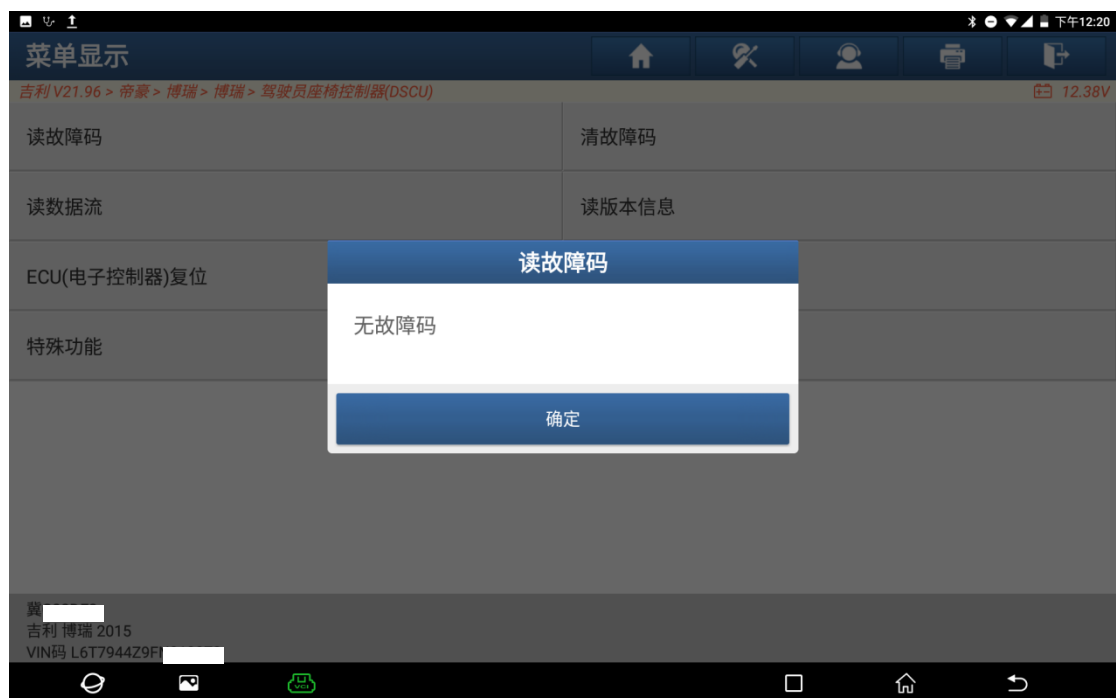 下午12:20
菜单显示
吉利 V21.96 > 帝豪 > 博瑞 > 博瑞 > 驾驶员座椅控制器(DSCU)
12.38V
读故障码
清故障码
读数据流
读版本信息
ECU(电子控制器)复位
读故障码
无故障码
特殊功能
确定
冀
吉利 博瑞 2015
VIN码 L6T7944Z9F
VCI